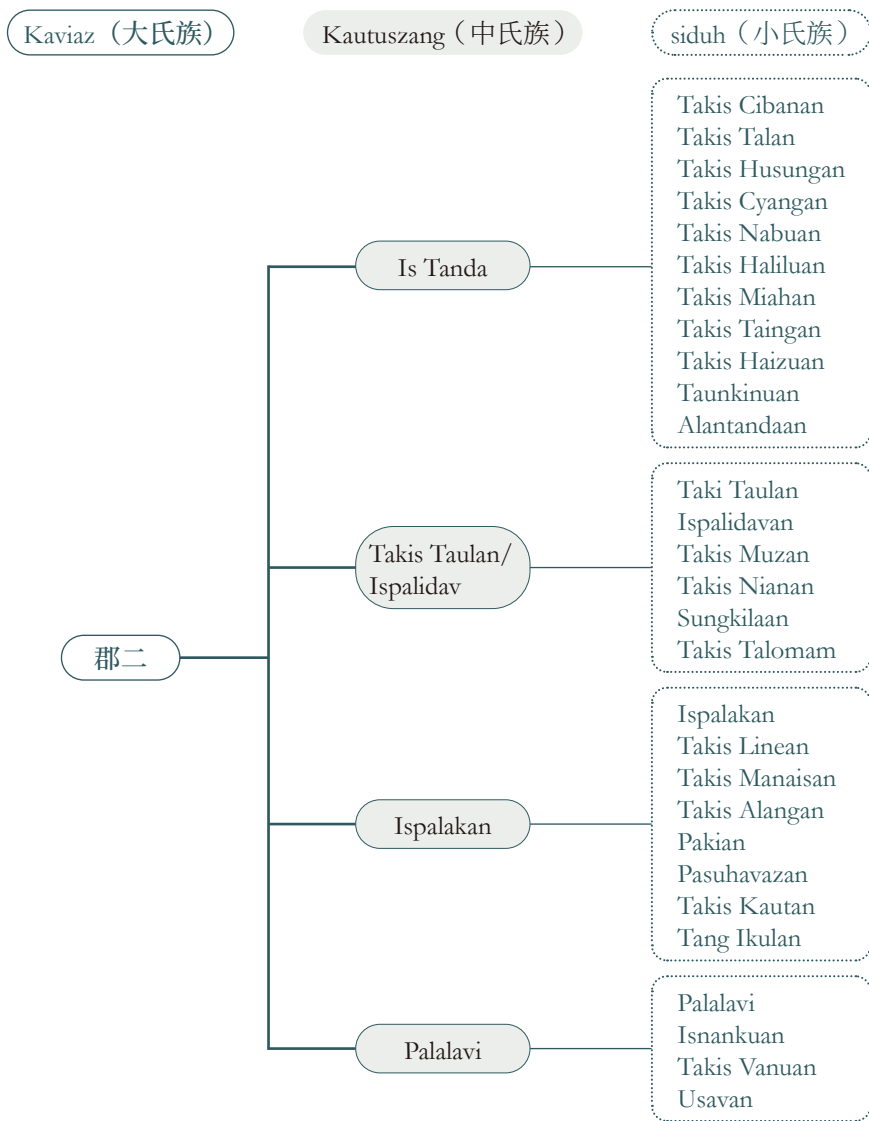 Kaviaz（大氏族）
Kautuszang（中氏族）
siduh（小氏族）
郡二
Is Tanda
Takis Cibanan
Takis Talan
Takis Husungan
Takis Cyangan
Takis Nabuan
Takis Haliluan
Takis Miahan
Takis Taingan
Takis Haizuan
Taunkinuan
Alantandaan
Takis Taulan/
Ispalidav
Taki Taulan
Ispalidavan
Takis Muzan
Takis Nianan
Sungkilaan
Takis Talomam
Ispalakan
Ispalakan
Takis Linean
Takis Manaisan
Takis Alangan
Pakian
Pasuhavazan
Takis Kautan
Tang Ikulan
Palalavi
Palalavi
Isnankuan
Takis Vanuan
Usavan